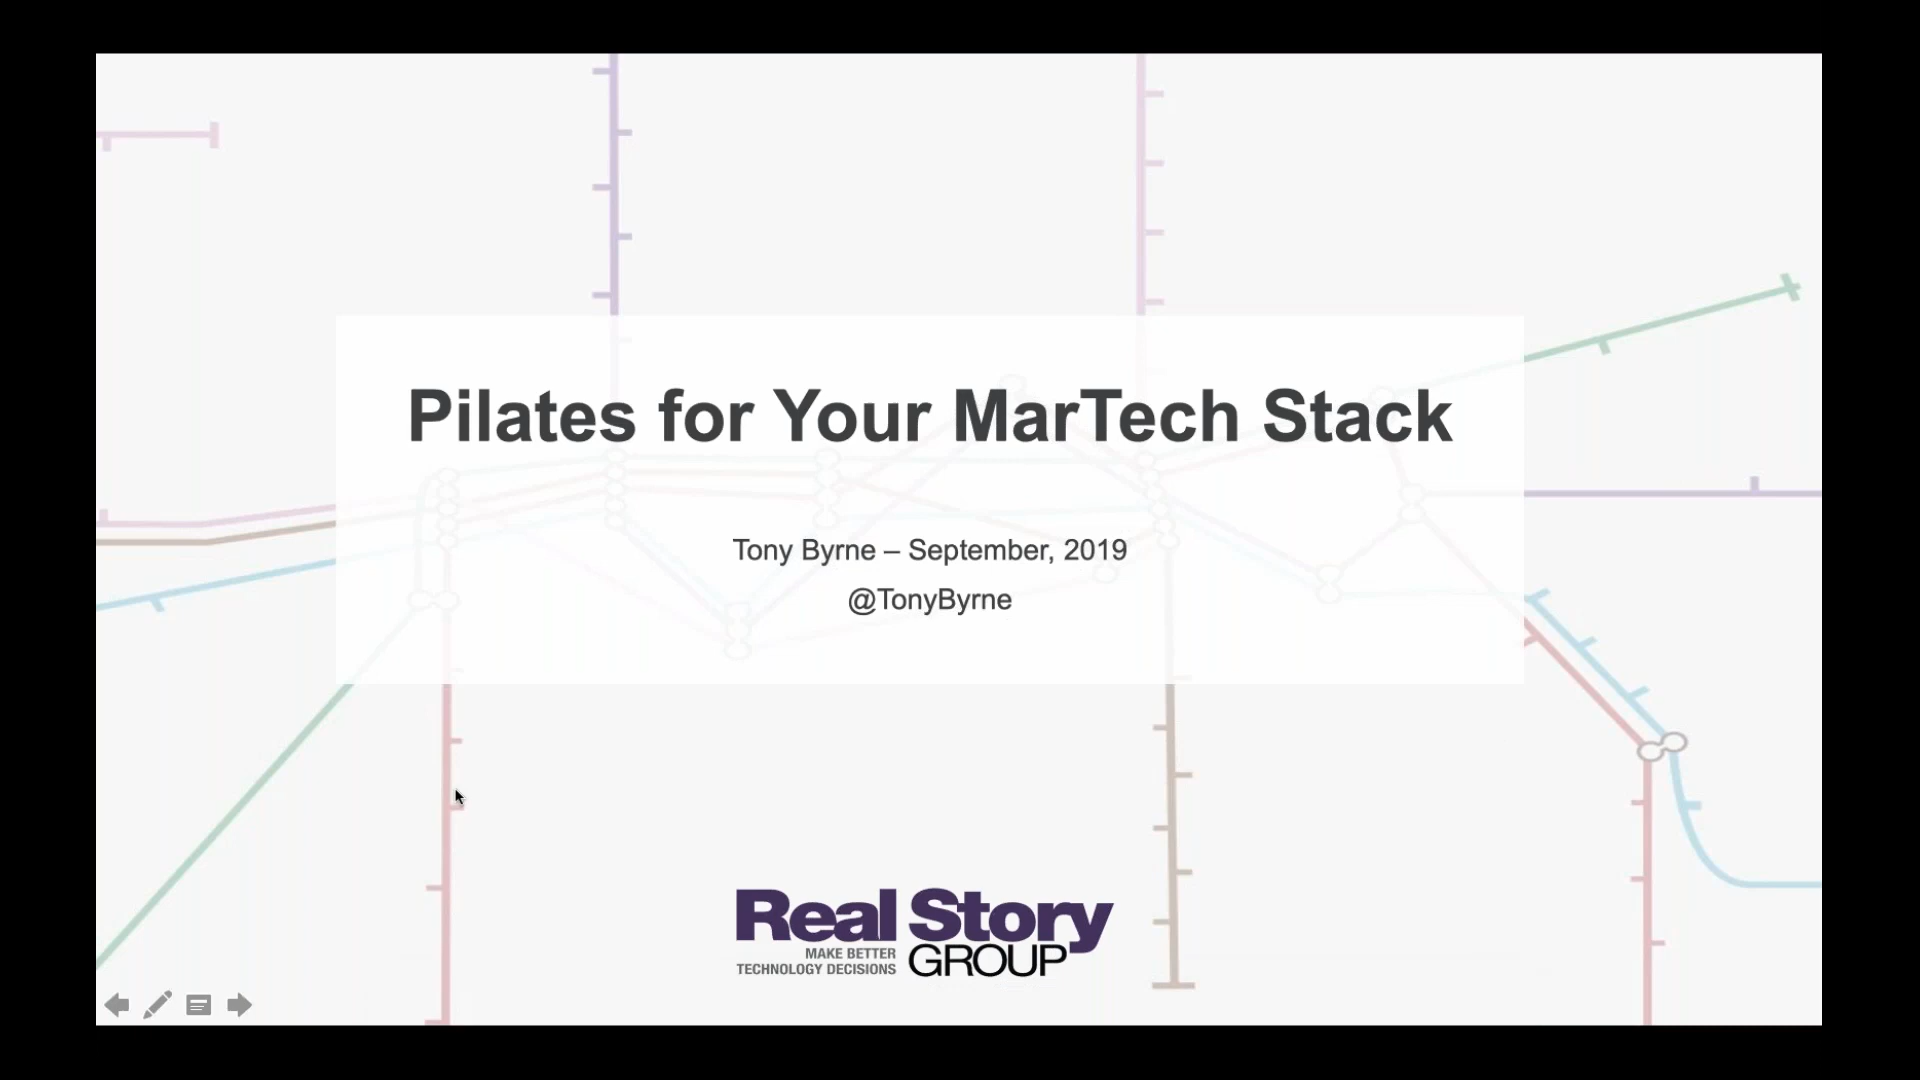 Pilates for Your MarTech Stack
Tony Byrne – September, 2019
@TonyByrne
Real Story
MAKE BETTER
TECHNOLOGY DECISIONS
GROUP